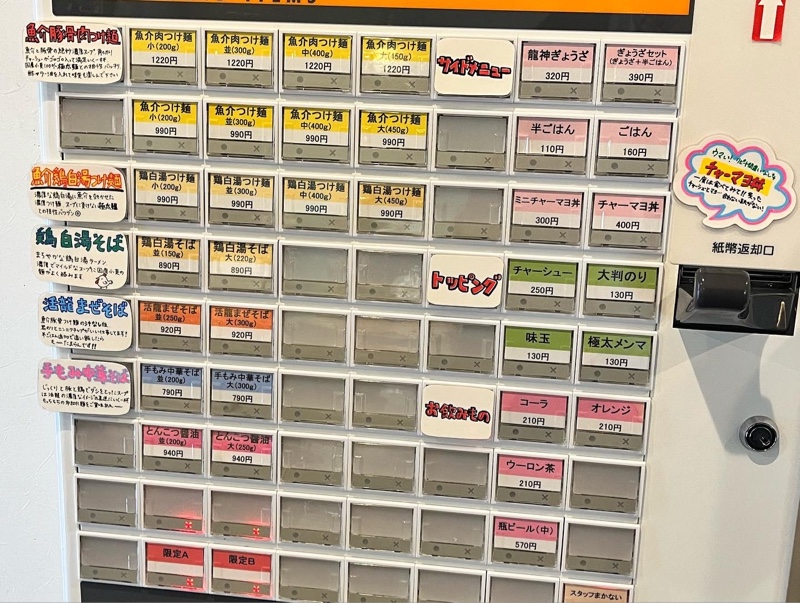 魚介豚骨肉つけ麺
魚介肉つけ麺
小(200g)
1220円
魚介肉つけ麺
並(300g)
1220円
魚介肉つけ麺
中(400g)
1220円
魚介肉つけ麺
大(450g)
1220円
サイドメニュー
龍神ぎょうざ
320円
ぎょうざセット
(ぎょうざ+半ごはん)
390円
魚介つけ麺
小(200g)
990円
魚介つけ麺
並(300g)
990円
魚介つけ麺
中(400g)
990円
魚介つけ麺
大(450g)
990円
半ごはん
110円
ごはん
160円
魚介鶏白湯つけ麺
鶏白湯つけ麺
小(200g)
990円
鶏白湯つけ麺
並(300g)
990円
鶏白湯つけ麺
中(400g)
990円
鶏白湯つけ麺
大(450g)
990円
ミニチャーマヨ丼
300円
チャーマヨ丼
400円
チャーマヨ丼
一度は食べてみて!!
紙幣返却口
鶏白湯そば
まろやかな鶏白湯ラーメン
鶏白湯そば
並(150g)
890円
鶏白湯そば
大(220g)
890円
トッピング
チャーシュー
250円
大判のり
130円
活龍まぜそば
活龍まぜそば
並(250g)
920円
活龍まぜそば
大(300g)
920円
味玉
130円
極太メンマ
130円
手もみ中華そば
手もみ中華そば
並(200g)
790円
手もみ中華そば
大(300g)
790円
お飲みもの
コーラ
210円
オレンジ
210円
とんこつ醤油
並(200g)
940円
とんこつ醤油
大(250g)
940円
ウーロン茶
210円
瓶ビール(中)
570円
限定A
限定B
スタッフまかない